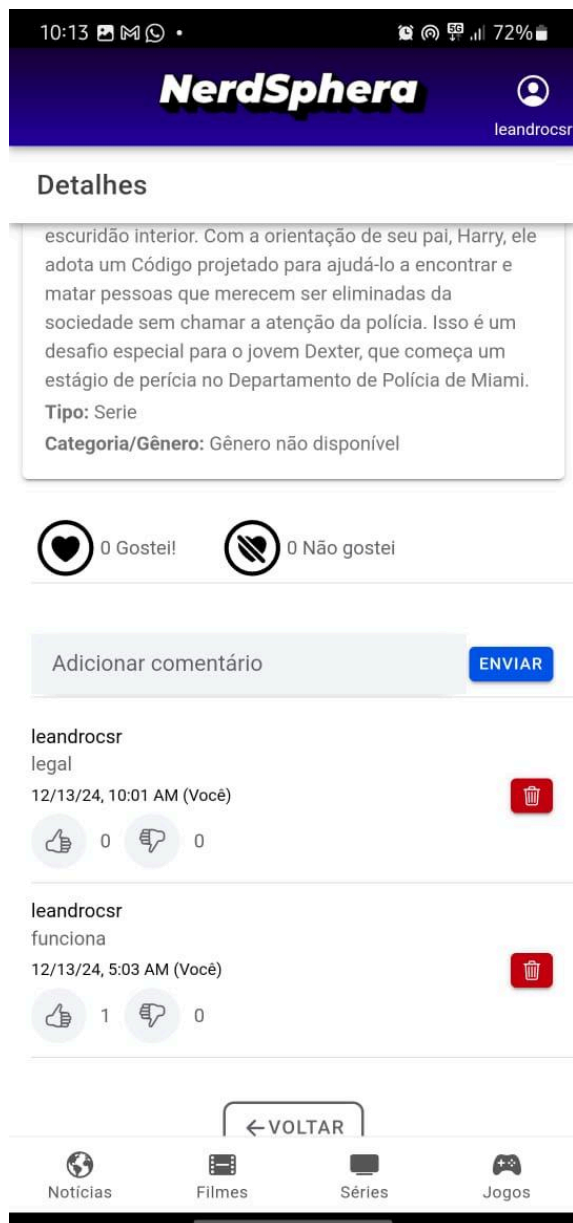 10:13
5G
72%
NerdSphera
leandrocsr
Detalhes
escuridão interior. Com a orientação de seu pai, Harry, ele
adota um Código projetado para ajudá-lo a encontrar e
matar pessoas que merecem ser eliminadas da
sociedade sem chamar a atenção da polícia. Isso é um
desafio especial para o jovem Dexter, que começa um
estágio de perícia no Departamento de Polícia de Miami.
Tipo: Serie
Categoria/Gênero: Gênero não disponível
0 Gostei!
0 Não gostei
Adicionar comentário
ENVIAR
leandrocsr
legal
12/13/24, 10:01 AM (Você)
0
0
leandrocsr
funciona
12/13/24, 5:03 AM (Você)
1
0
←VOLTAR
Notícias
Filmes
Séries
Jogos